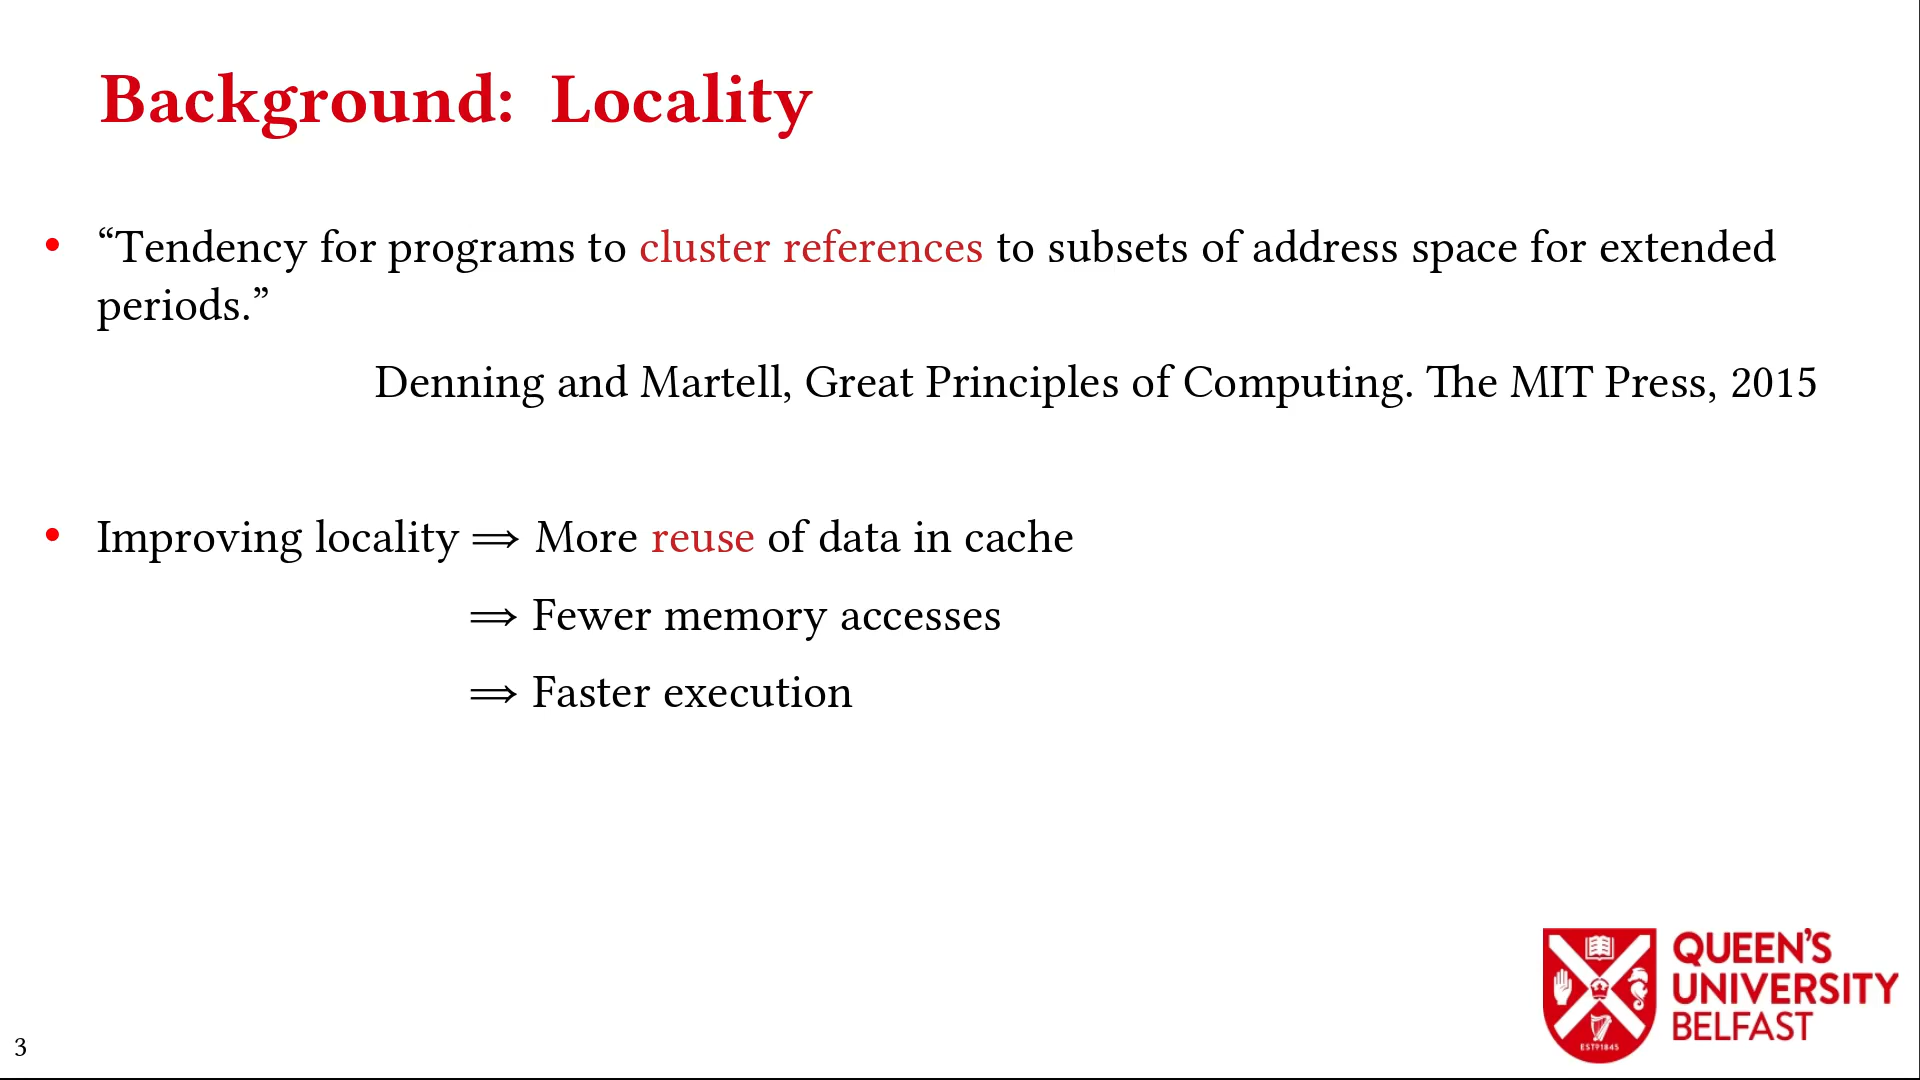 Background: Locality
• “Tendency for programs to cluster references to subsets of address space for extended
periods.”
Denning and Martell, Great Principles of Computing. The MIT Press, 2015
• Improving locality ⟹ More reuse of data in cache
⟹ Fewer memory accesses
⟹ Faster execution
QUEEN'S
UNIVERSITY
BELFAST
ESTD1845
3